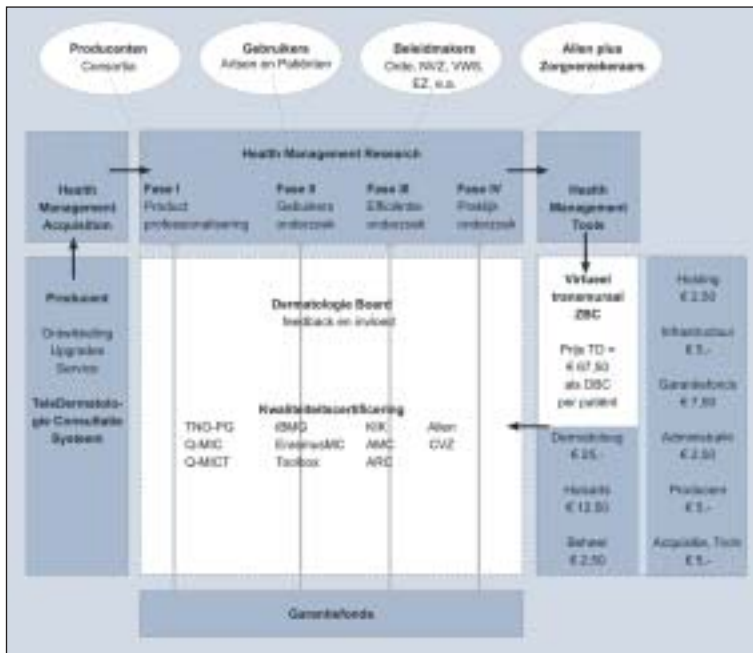 Producenten
Consortia
Gebruikers
Artsen en Patiënten
Beleidmakers
Orde, NVZ, VWS,
EZ, e.a.
Allen plus
Zorgverzekeraars
Health
Management
Acquisition
Health Management Research
Fase I
Product
professionalisering
Fase II
Gebruikers
onderzoek
Fase III
Efficiëntie
onderzoek
Fase IV
Praktijk
onderzoek
Health
Management
Tools
Producent
Ontwikkeling
Upgrades
Service
TeleDermatolo-
gie Consultatie
Systeem
Dermatologie Board
feedback en invloed
Kwaliteitscertificering
TNO-PG
Q-MIC
Q-MICT
iBMG
ErasmusMC
Toolbox
KIK
AMC
ARC
Allen
CVZ
Virtueel
transmuraal
ZBC
Prijs TD =
€ 67,50
als DBC
per patiënt
Dermatoloog
€ 25,-
Huisarts
€ 12,50
Beheer
€ 2,50
Holding
€ 2,50
Infrastructuur
€ 5,-
Garantiefonds
€ 7,50
Administratie
€ 2,50
Producent
€ 5,-
Acquisitie, Tools
€ 5,-
Garantiefonds